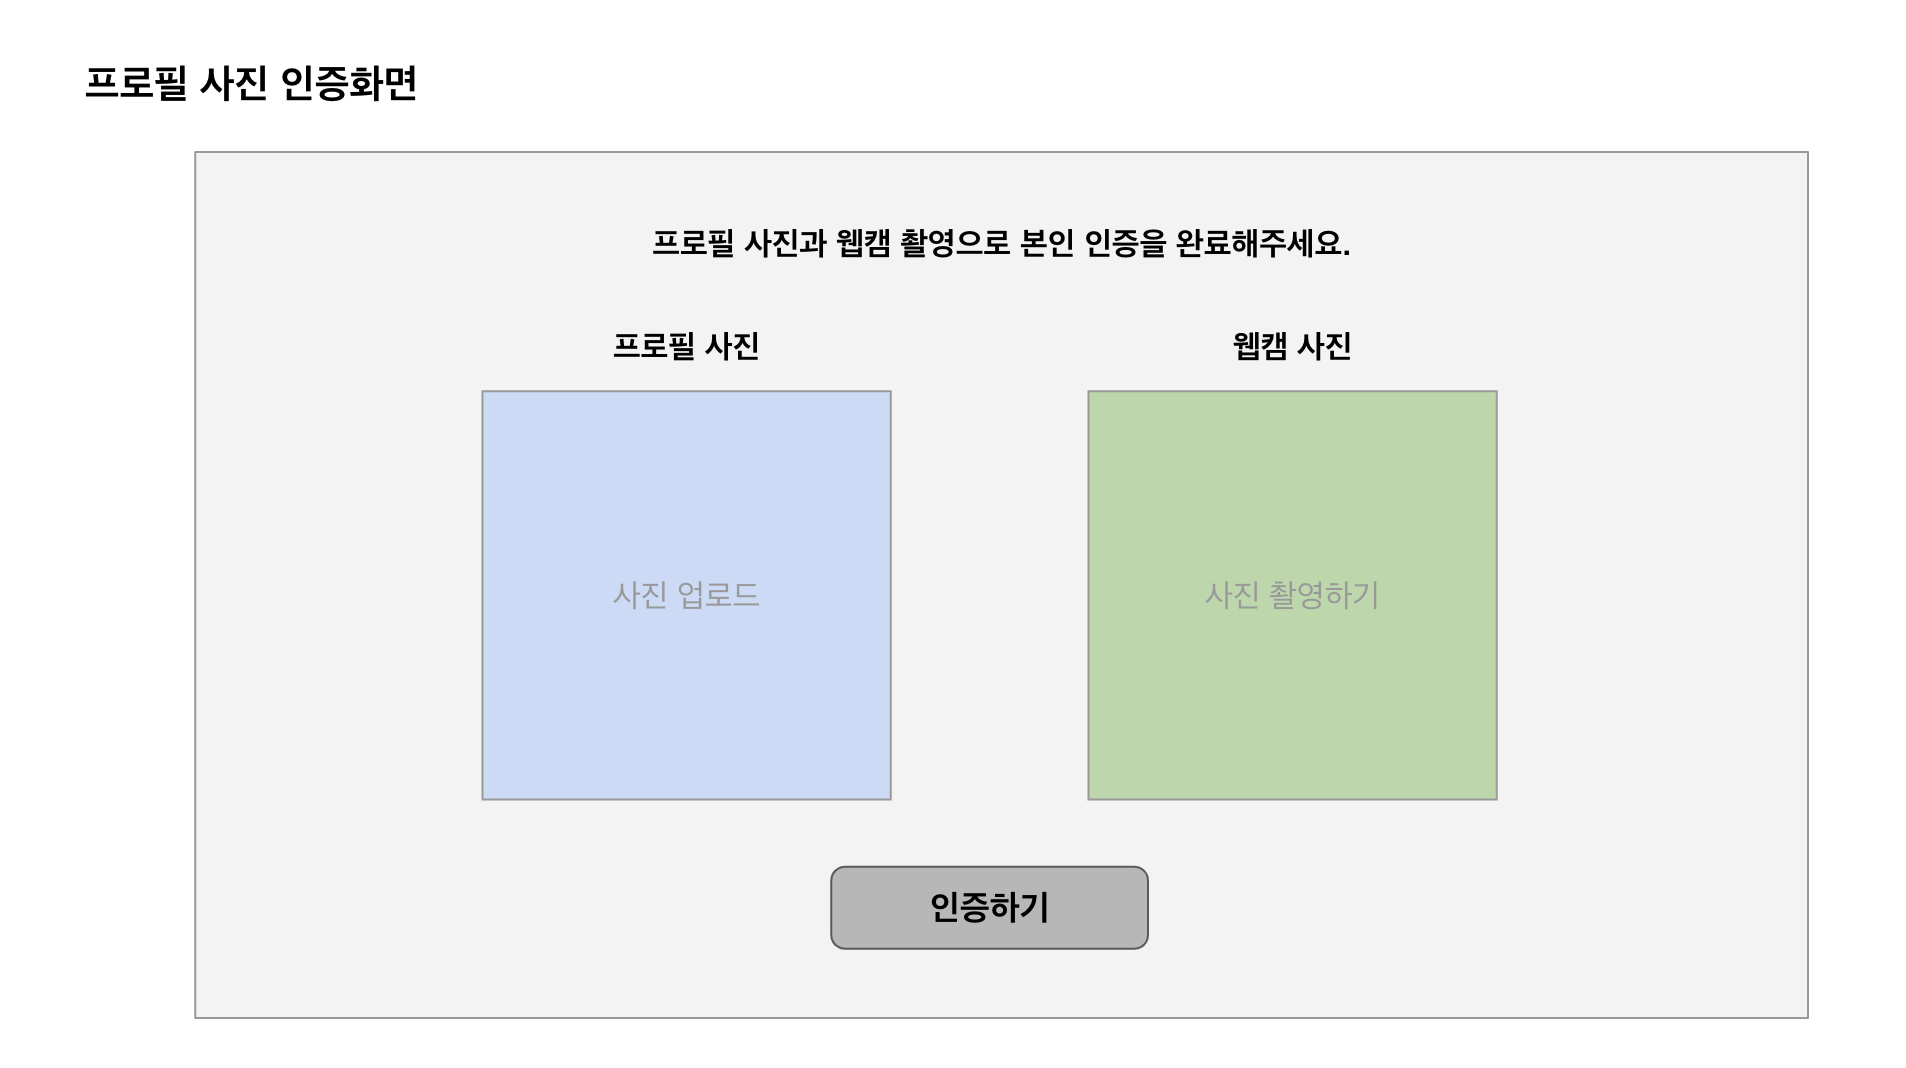 프로필 사진 인증화면
프로필 사진과 웹캠 촬영으로 본인 인증을 완료해주세요.
프로필 사진
웹캠 사진
사진 업로드
사진 촬영하기
인증하기